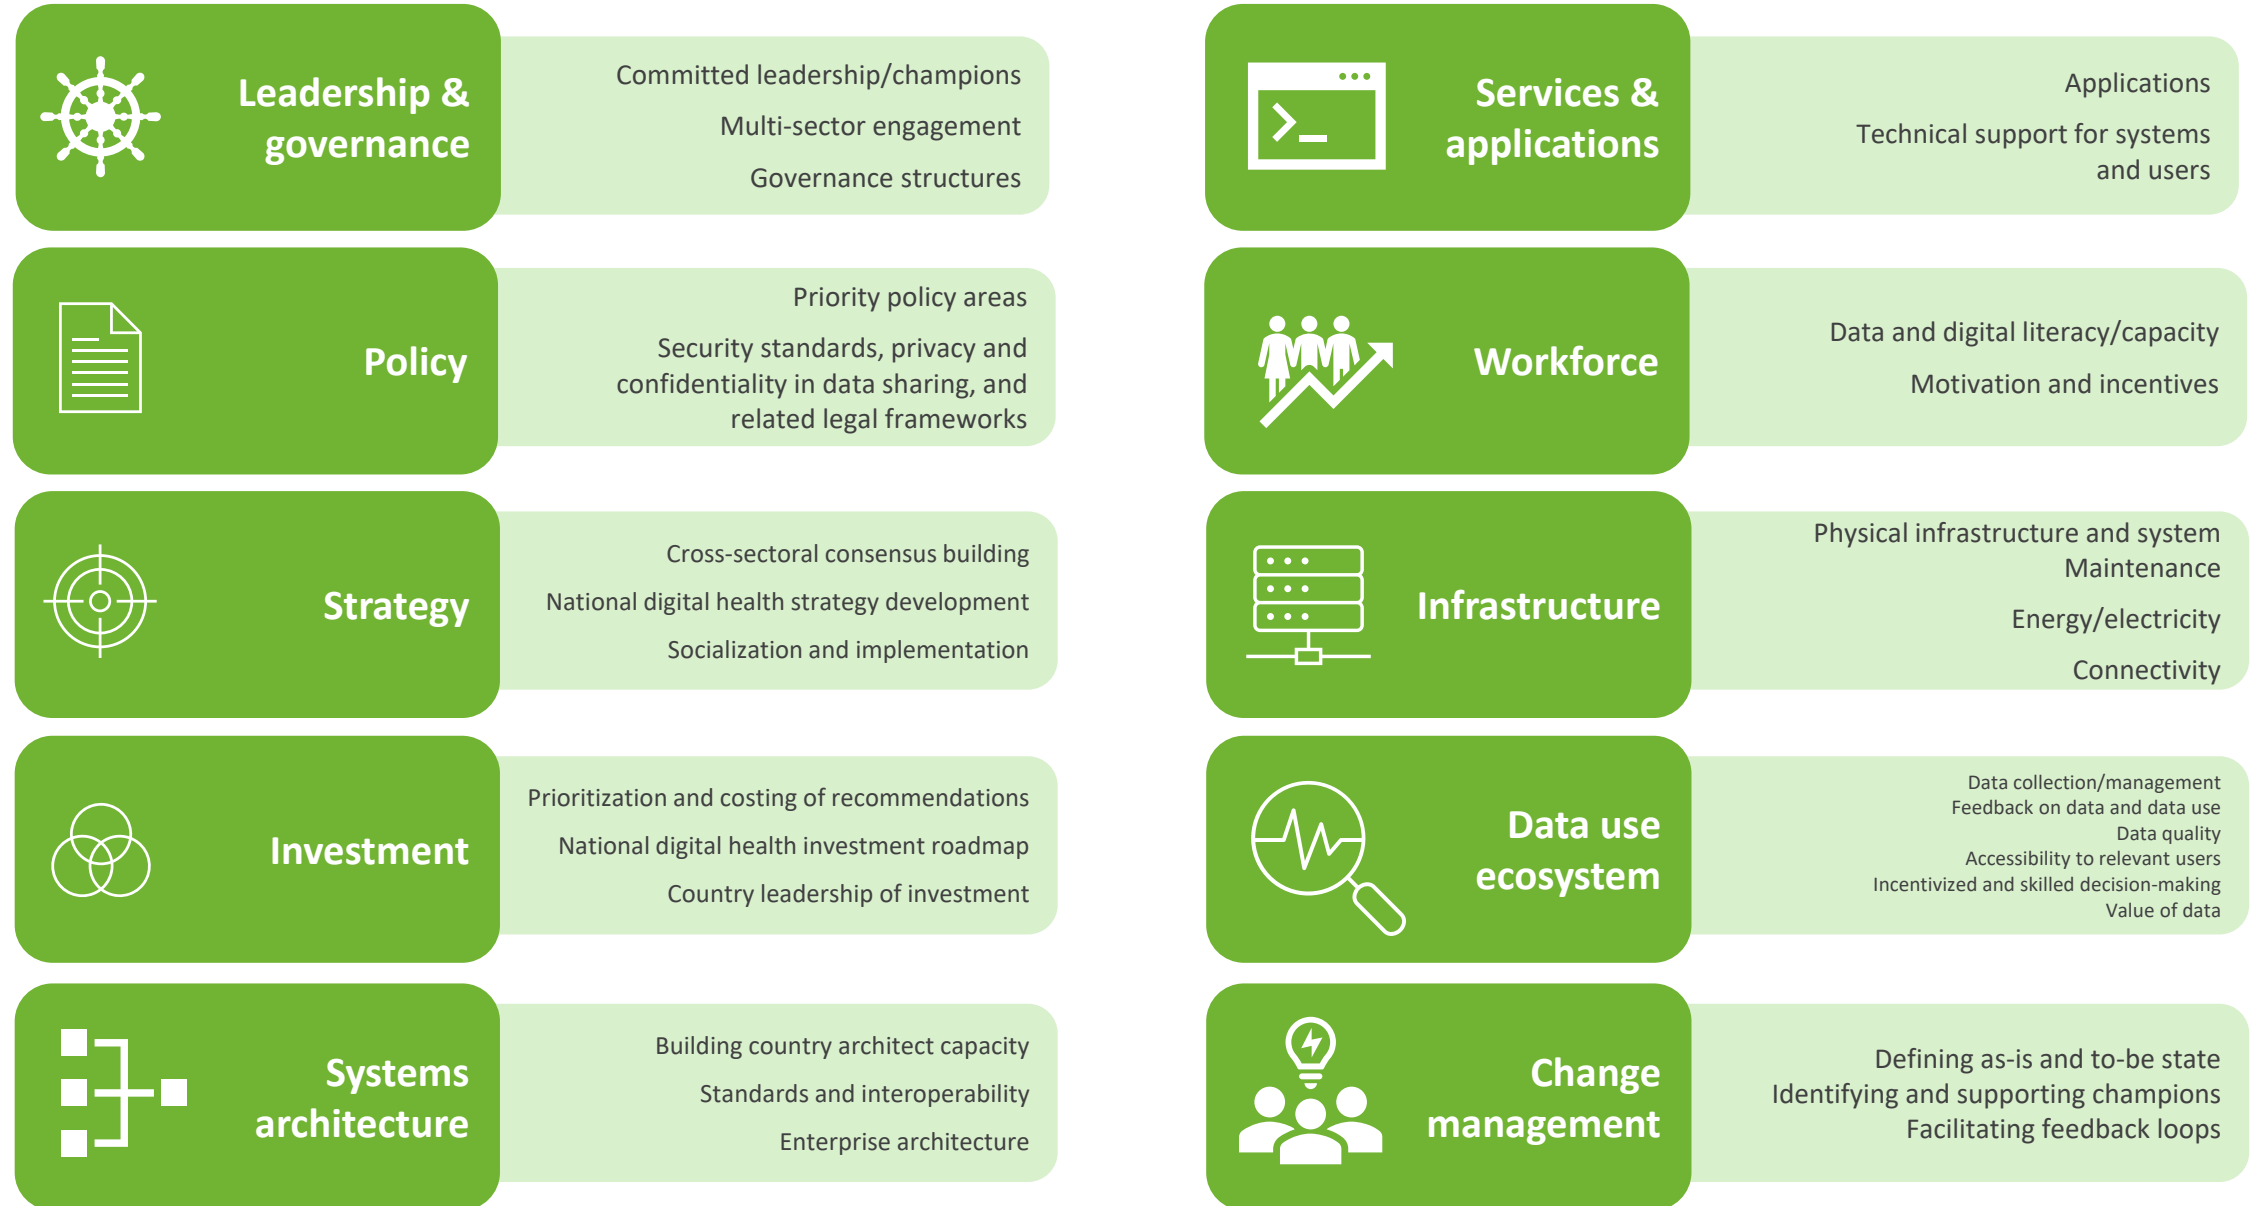 Leadership &
governance
Committed leadership/champions
Multi-sector engagement
Governance structures
Policy
Priority policy areas
Security standards, privacy and
confidentiality in data sharing, and
related legal frameworks
Strategy
Cross-sectoral consensus building
National digital health strategy development
Socialization and implementation
Investment
Prioritization and costing of recommendations
National digital health investment roadmap
Country leadership of investment
Systems
architecture
Building country architect capacity
Standards and interoperability
Enterprise architecture
Services &
applications
Applications
Technical support for systems
and users
Workforce
Data and digital literacy/capacity
Motivation and incentives
Infrastructure
Physical infrastructure and system
Maintenance
Energy/electricity
Connectivity
Data use
ecosystem
Data collection/management
Feedback on data and data use
Data quality
Accessibility to relevant users
Incentivized and skilled decision-making
Value of data
Change
management
Defining as-is and to-be state
Identifying and supporting champions
Facilitating feedback loops